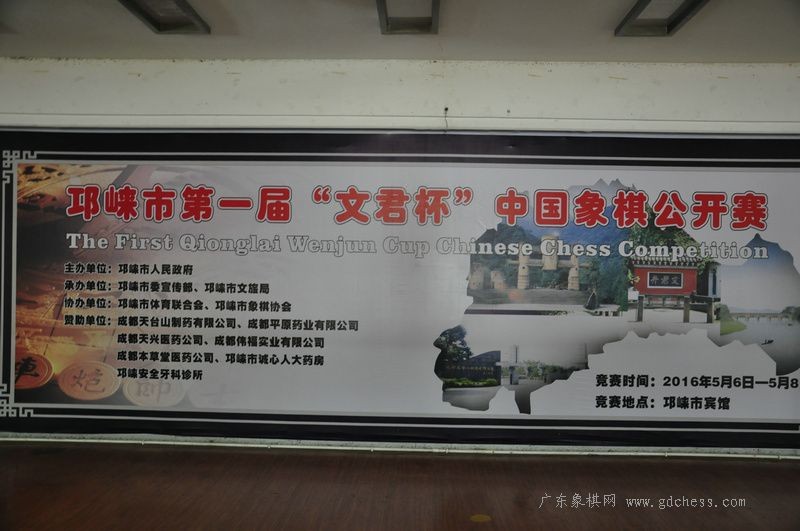 邛崃市第一届“文君杯”中国象棋公开赛
The First Qionglai Wenjun Cup Chinese Chess Competition
主办单位：邛崃市人民政府
承办单位：邛崃市委宣传部、邛崃市文旅局
协办单位：邛崃市体育联合会、邛崃市象棋协会
赞助单位：成都天台山制药有限公司、成都平原药业有限公司
成都天兴医药公司、成都伟福实业有限公司
成都本草堂医药公司、邛崃市诚心人大药房
邛崃安全牙科诊所
井君文
炮
帥
竞赛时间：2016年5月6日—5月8
竞赛地点：邛崃市宾馆
广东象棋网 www.gdchess.com